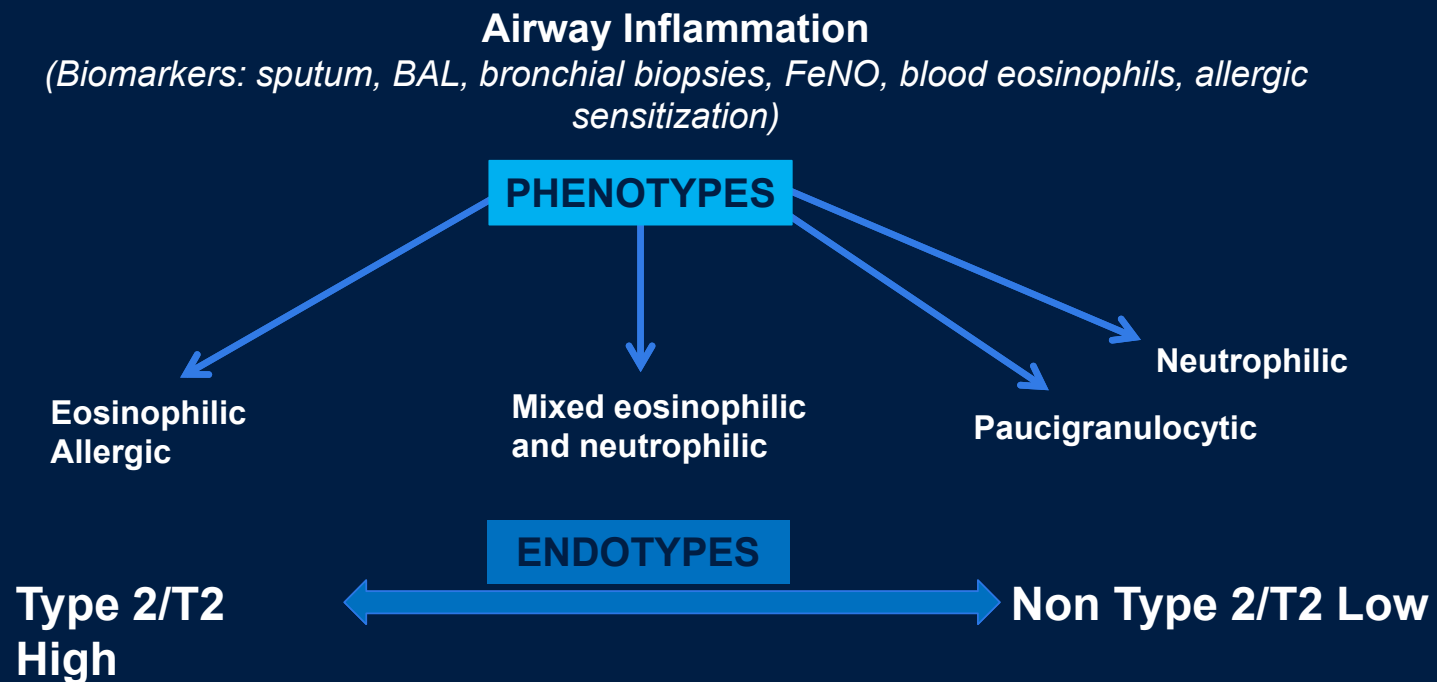 Airway Inflammation
(Biomarkers: sputum, BAL, bronchial biopsies, FeNO, blood eosinophils, allergic
sensitization)
PHENOTYPES
Eosinophilic
Allergic
Mixed eosinophilic
and neutrophilic
Paucigranulocytic
Neutrophilic
ENDOTYPES
Type 2/T2
High
Non Type 2/T2 Low